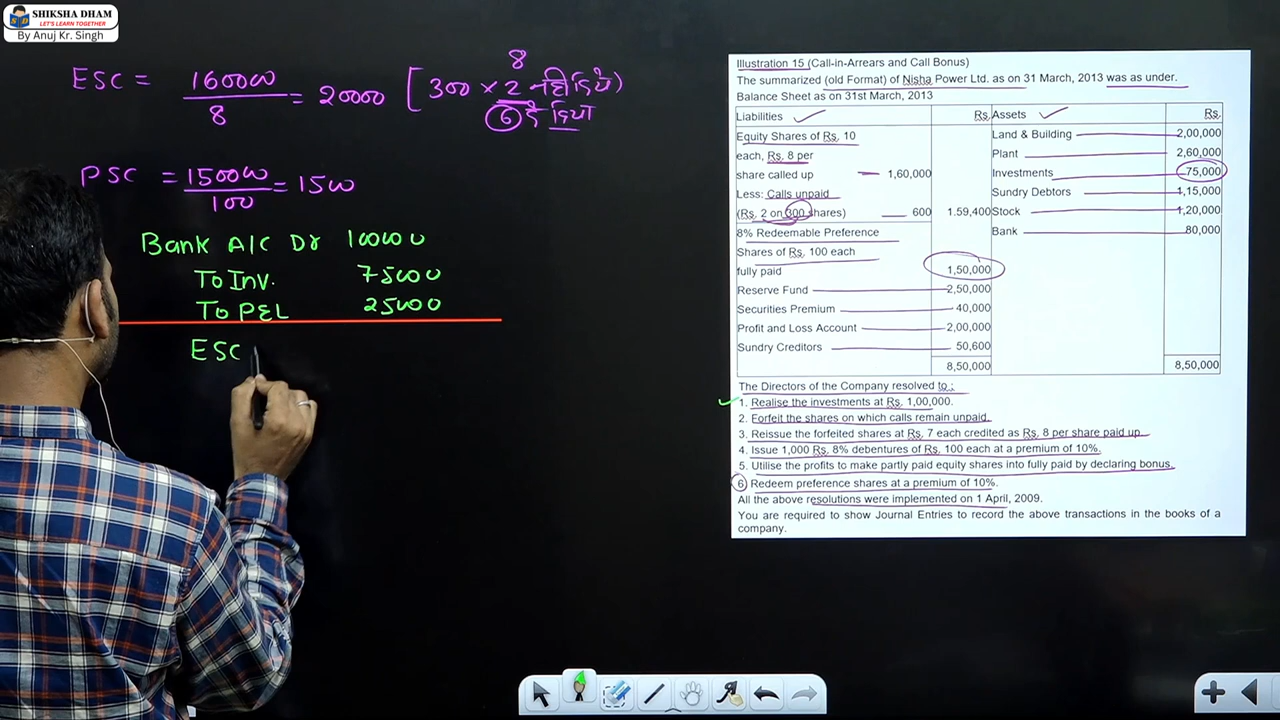 SHIKSHA DHAM
LET'S LEARN TOGETHER
By Anuj Kr. Singh
ESC = 160000 / 8 = 20000 [ 300 × 2 नहीं दिये)
8
6 दे दिया
PSC = 150000 / 100 = 1500
Bank A/C Dr 100000
To Inv. 75000
To P&L 25000
ESC
Illustration 15 (Call-in-Arrears and Call Bonus)
The summarized (old Format) of Nisha Power Ltd. as on 31 March, 2013 was as under.
Balance Sheet as on 31st March, 2013
Liabilities Rs. Assets Rs.
Equity Shares of Rs. 10 Land & Building 2,00,000
each, Rs. 8 per Plant 2,60,000
share called up 1,60,000 Investments 75,000
Less: Calls unpaid Sundry Debtors 1,15,000
(Rs. 2 on 300 shares) 600 1.59,400 Stock 1,20,000
8% Redeemable Preference Bank 80,000
Shares of Rs. 100 each
fully paid 1,50,000
Reserve Fund 2,50,000
Securities Premium 40,000
Profit and Loss Account 2,00,000
Sundry Creditors 50,600
8,50,000 8,50,000
The Directors of the Company resolved to :
1. Realise the investments at Rs. 1,00,000.
2. Forfeit the shares on which calls remain unpaid.
3. Reissue the forfeited shares at Rs. 7 each credited as Rs. 8 per share paid up.
4. Issue 1,000 Rs. 8% debentures of Rs. 100 each at a premium of 10%.
5. Utilise the profits to make partly paid equity shares into fully paid by declaring bonus.
6. Redeem preference shares at a premium of 10%.
All the above resolutions were implemented on 1 April, 2009.
You are required to show Journal Entries to record the above transactions in the books of a
company.